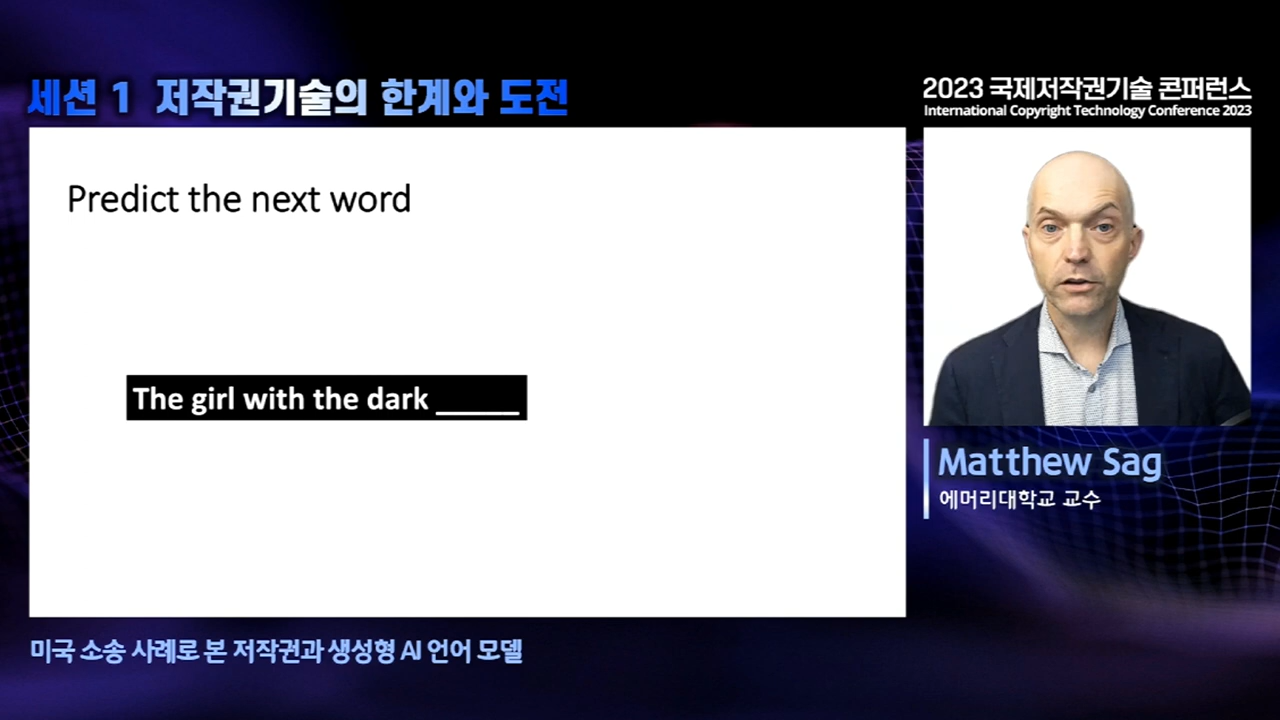 세션 1 저작권기술의 한계와 도전
2023 국제저작권기술 콘퍼런스
International Copyright Technology Conference 2023
Predict the next word
The girl with the dark _____
Matthew Sag
에머리대학교 교수
미국 소송 사례로 본 저작권과 생성형 AI 언어 모델